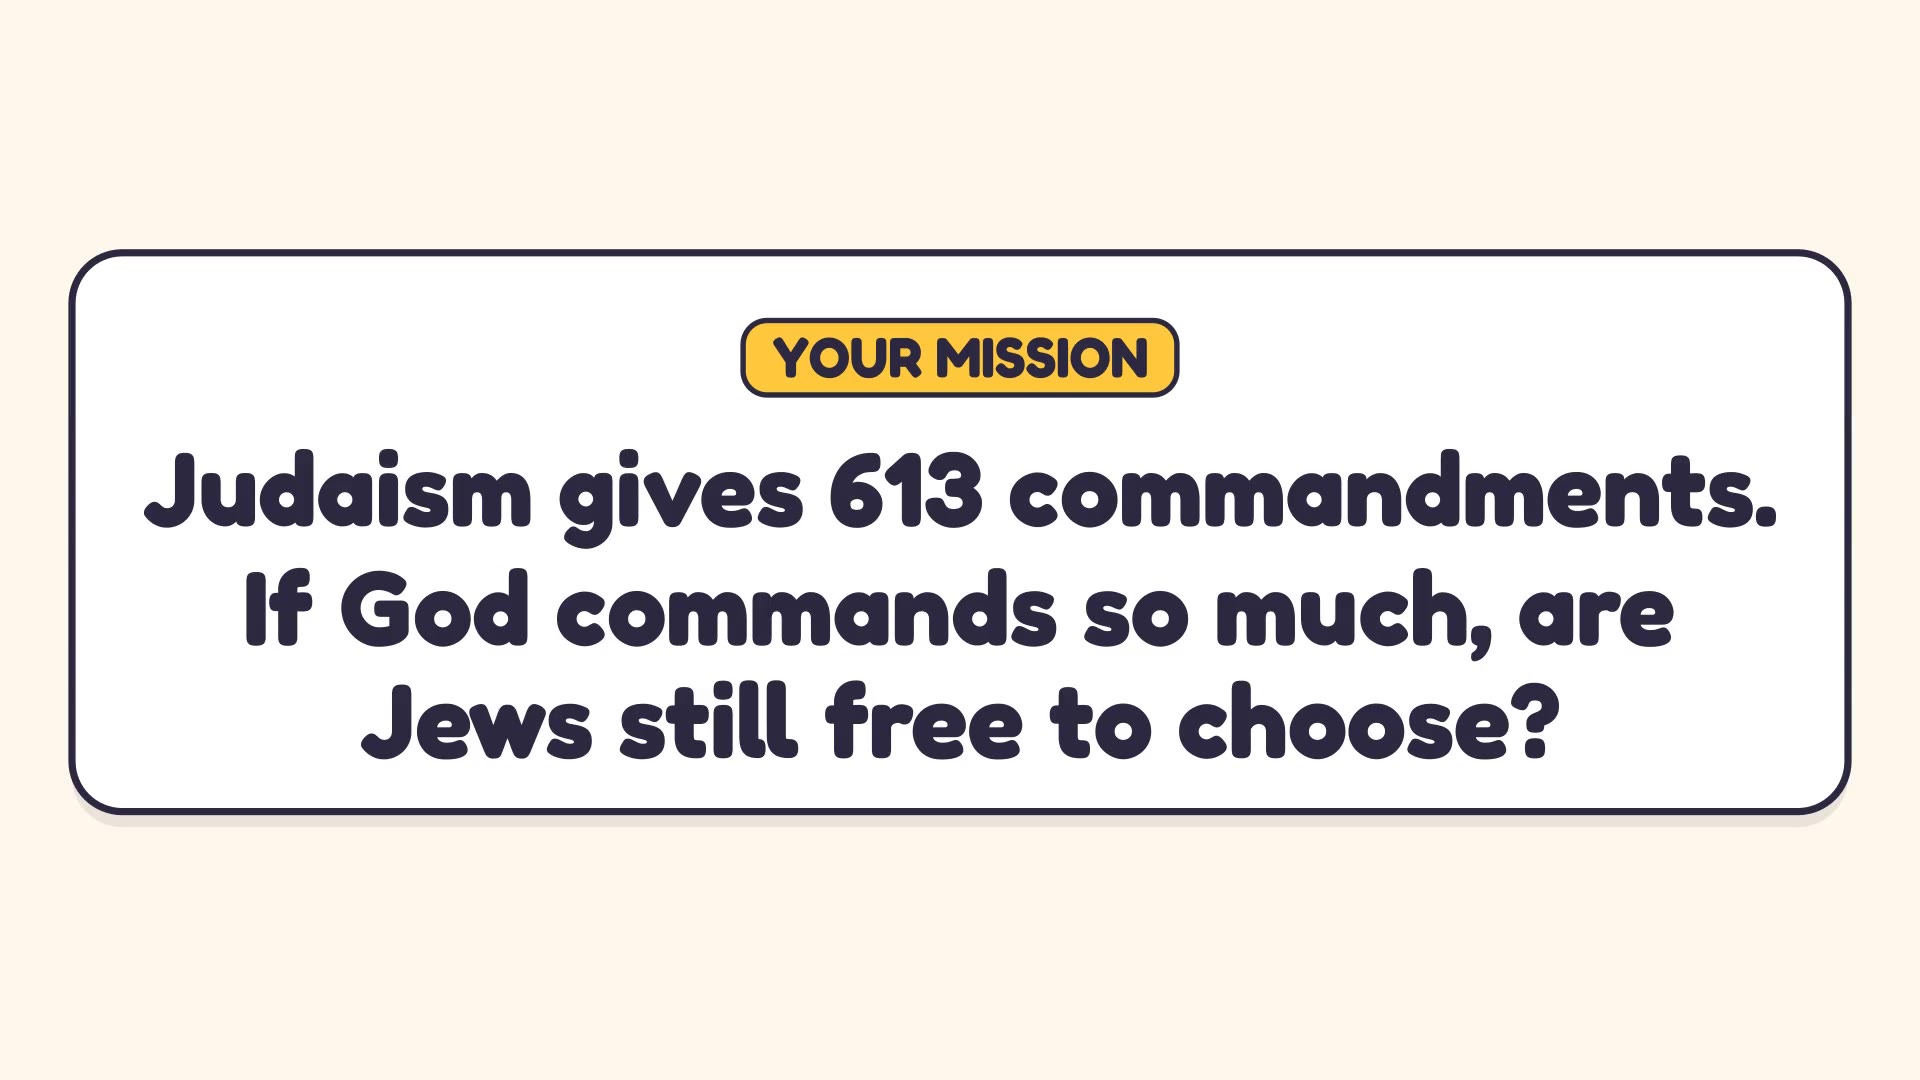 YOUR MISSION
Judaism gives 613 commandments.
If God commands so much, are
Jews still free to choose?